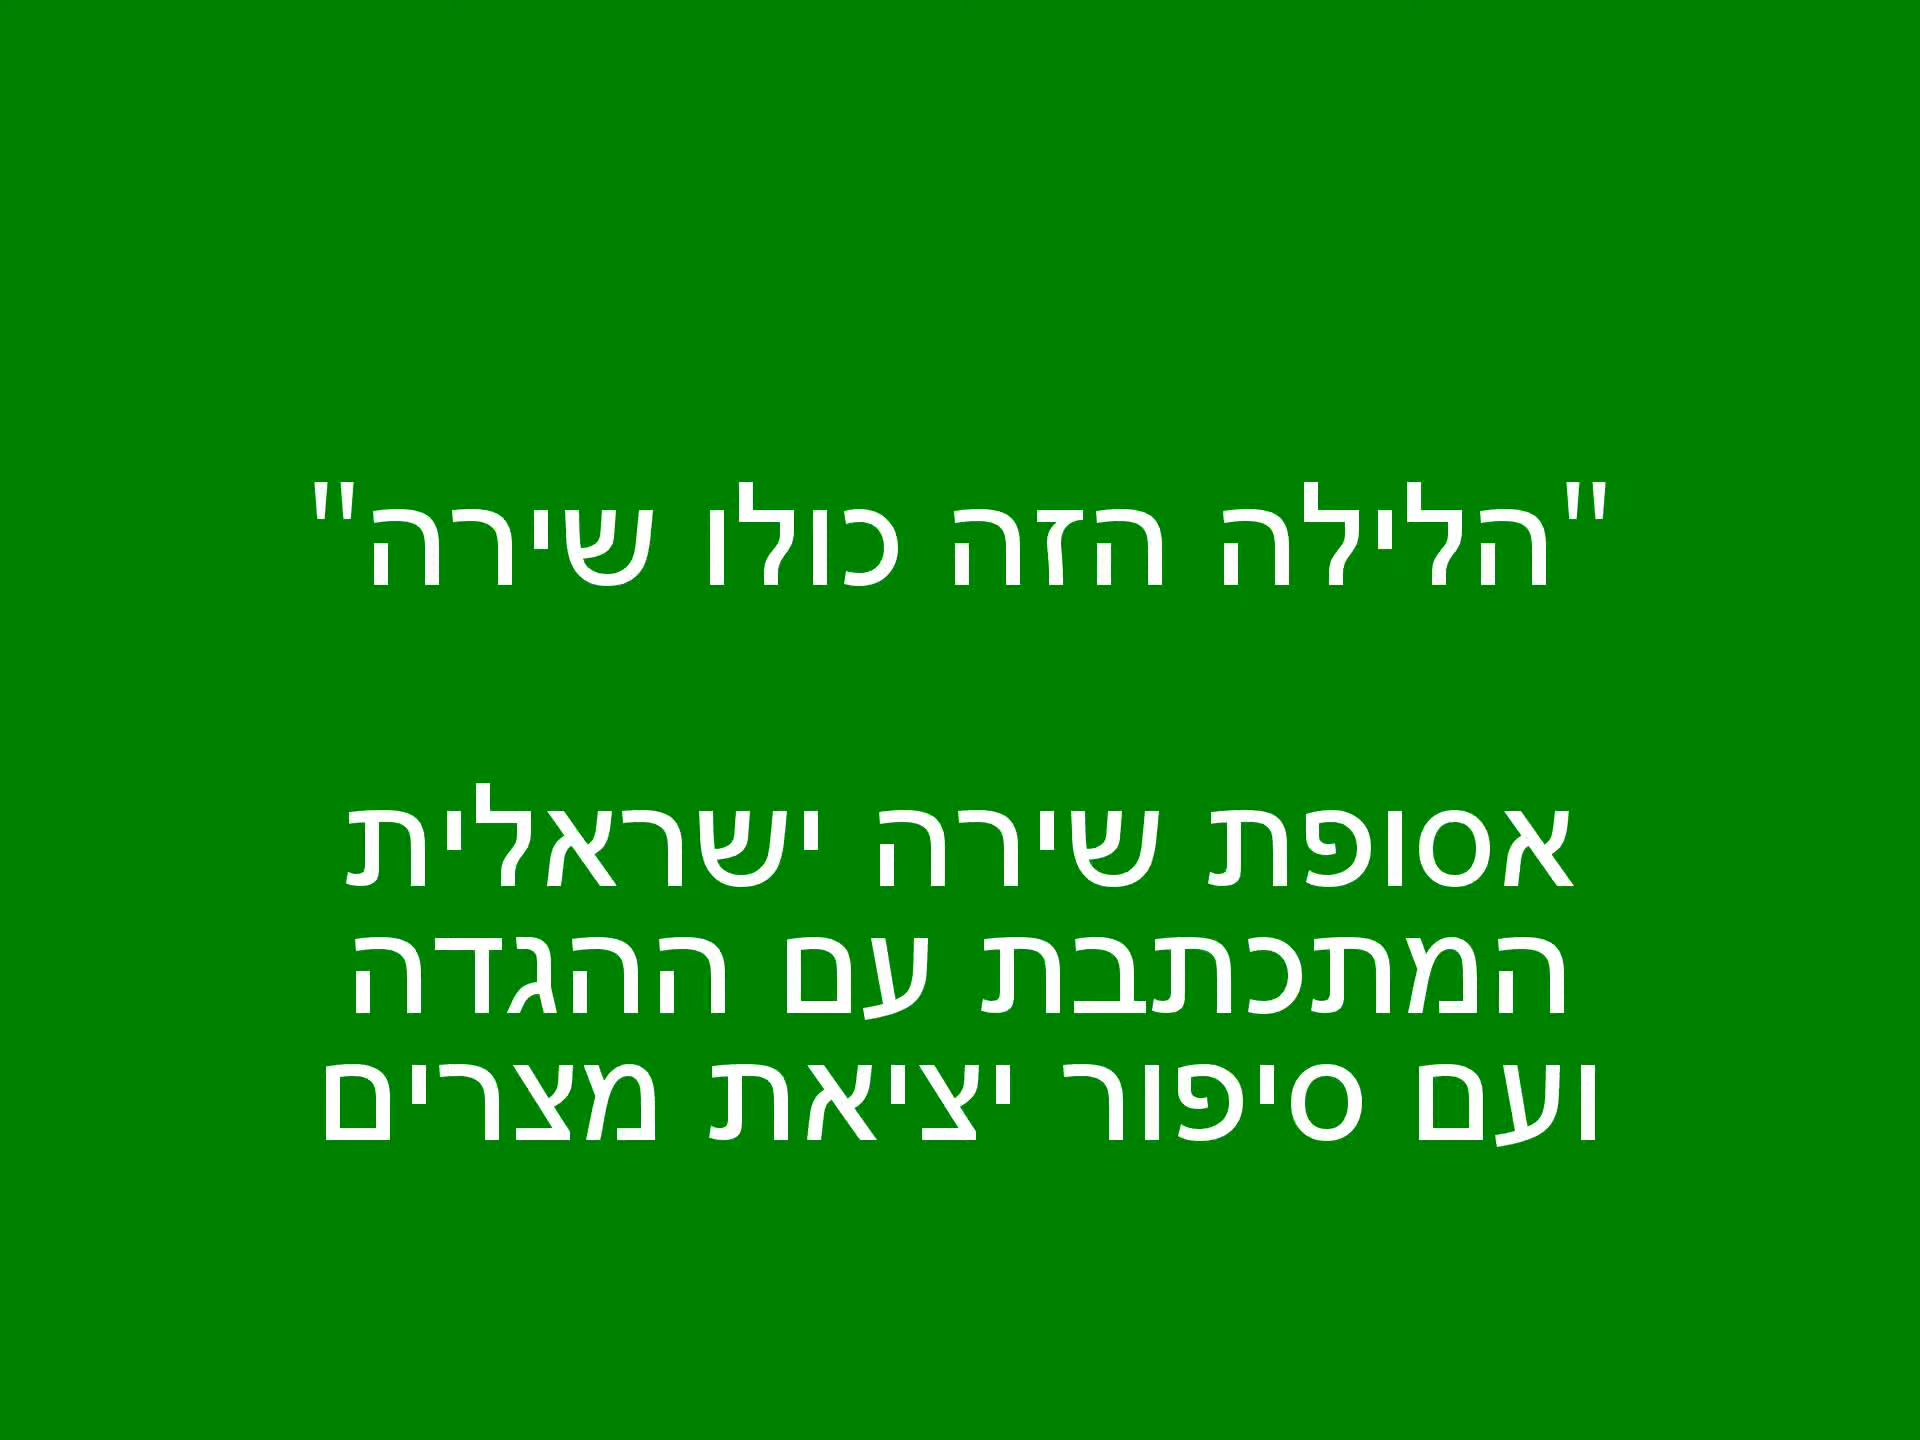 "הלילה הזה כולו שירה"
אסופת שירה ישראלית
המתכתבת עם ההגדה
ועם סיפור יציאת מצרים